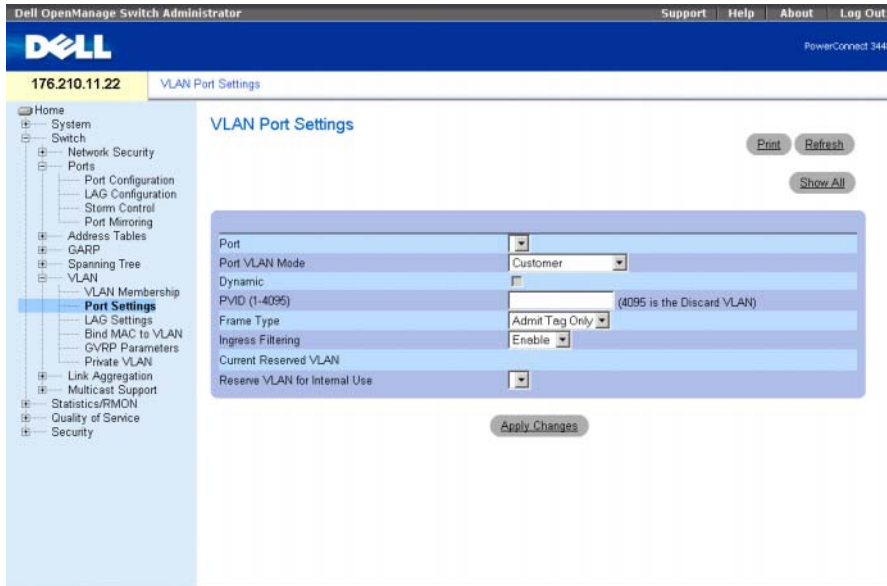 Dell OpenManage Switch Administrator
Support Help About Log Out
DELL
PowerConnect 344
176.210.11.22
VLAN Port Settings
Home
System
Switch
Network Security
Ports
Port Configuration
LAG Configuration
Storm Control
Port Mirroring
Address Tables
GARP
Spanning Tree
VLAN
VLAN Membership
Port Settings
LAG Settings
Bind MAC to VLAN
GVRP Parameters
Private VLAN
Link Aggregation
Multicast Support
Statistics/RMON
Quality of Service
Security
VLAN Port Settings
Print Refresh
Show All
Port
Port VLAN Mode Customer
Dynamic
PVID (1-4095) (4095 is the Discard VLAN)
Frame Type Admit Tag Only
Ingress Filtering Enable
Current Reserved VLAN
Reserve VLAN for Internal Use
Apply Changes